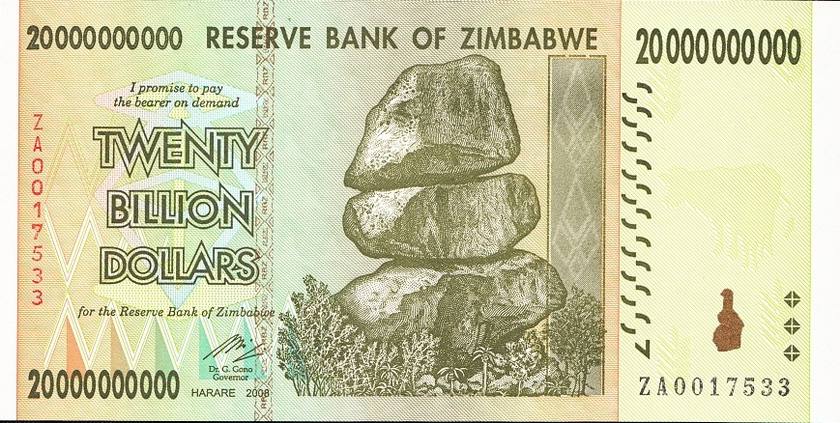 20000000000 RESERVE BANK OF ZIMBABWE 20000000000
I promise to pay
the bearer on demand
TWENTY
BILLION
DOLLARS
for the Reserve Bank of Zimbabwe
Dr. G. Gono
Governor
20000000000
HARARE 2008
ZA0017533
ZA0017533